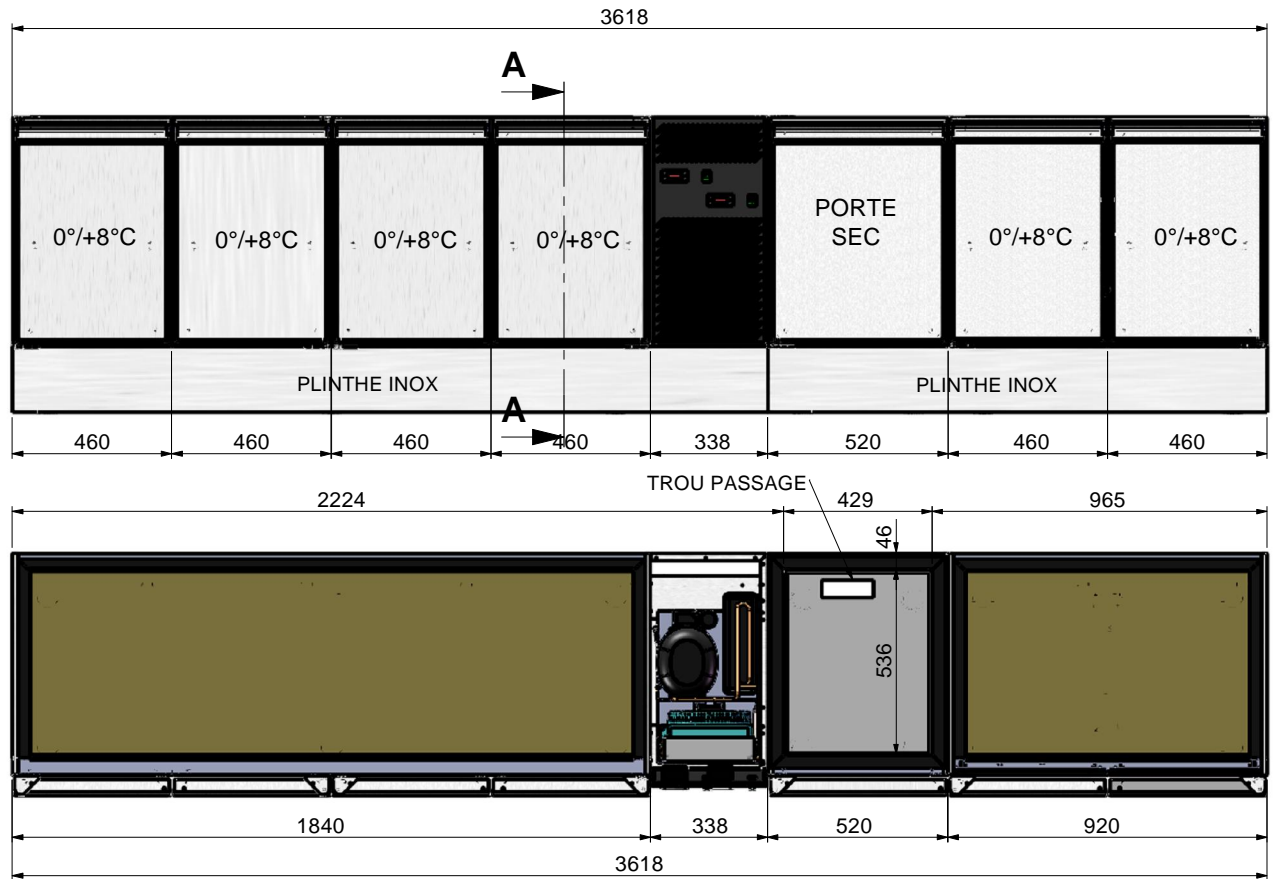 3618
A
0°/+8°C
0°/+8°C
0°/+8°C
0°/+8°C
PORTE
SEC
0°/+8°C
0°/+8°C
PLINTHE INOX
PLINTHE INOX
A
460
460
460
460
338
520
460
460
TROU PASSAGE
2224
429
965
46
536
1840
338
520
920
3618